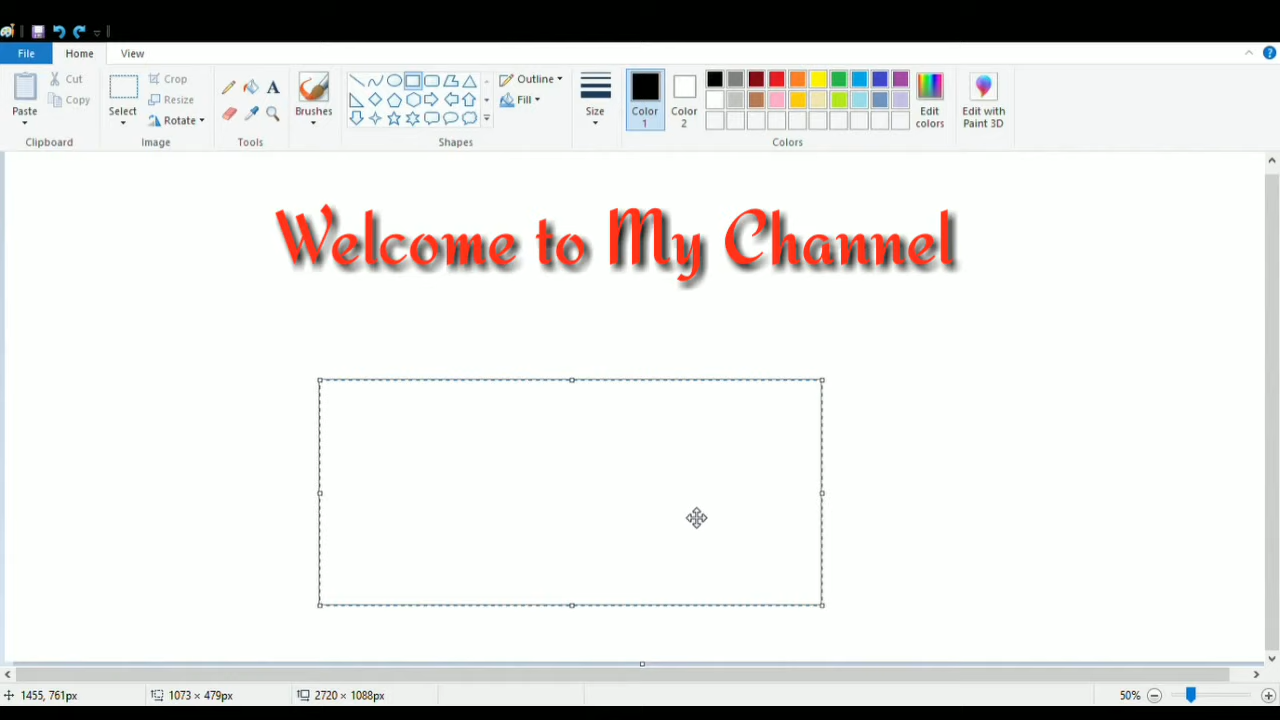 File Home View
Paste
Cut
Copy
Clipboard
Select
Crop
Resize
Rotate
Image
Tools
Brushes
Shapes
Outline
Fill
Size
Color 1
Color 2
Edit colors
Colors
Edit with Paint 3D
Welcome to My Channel
1455, 761px 1073 × 479px 2720 × 1088px 50%